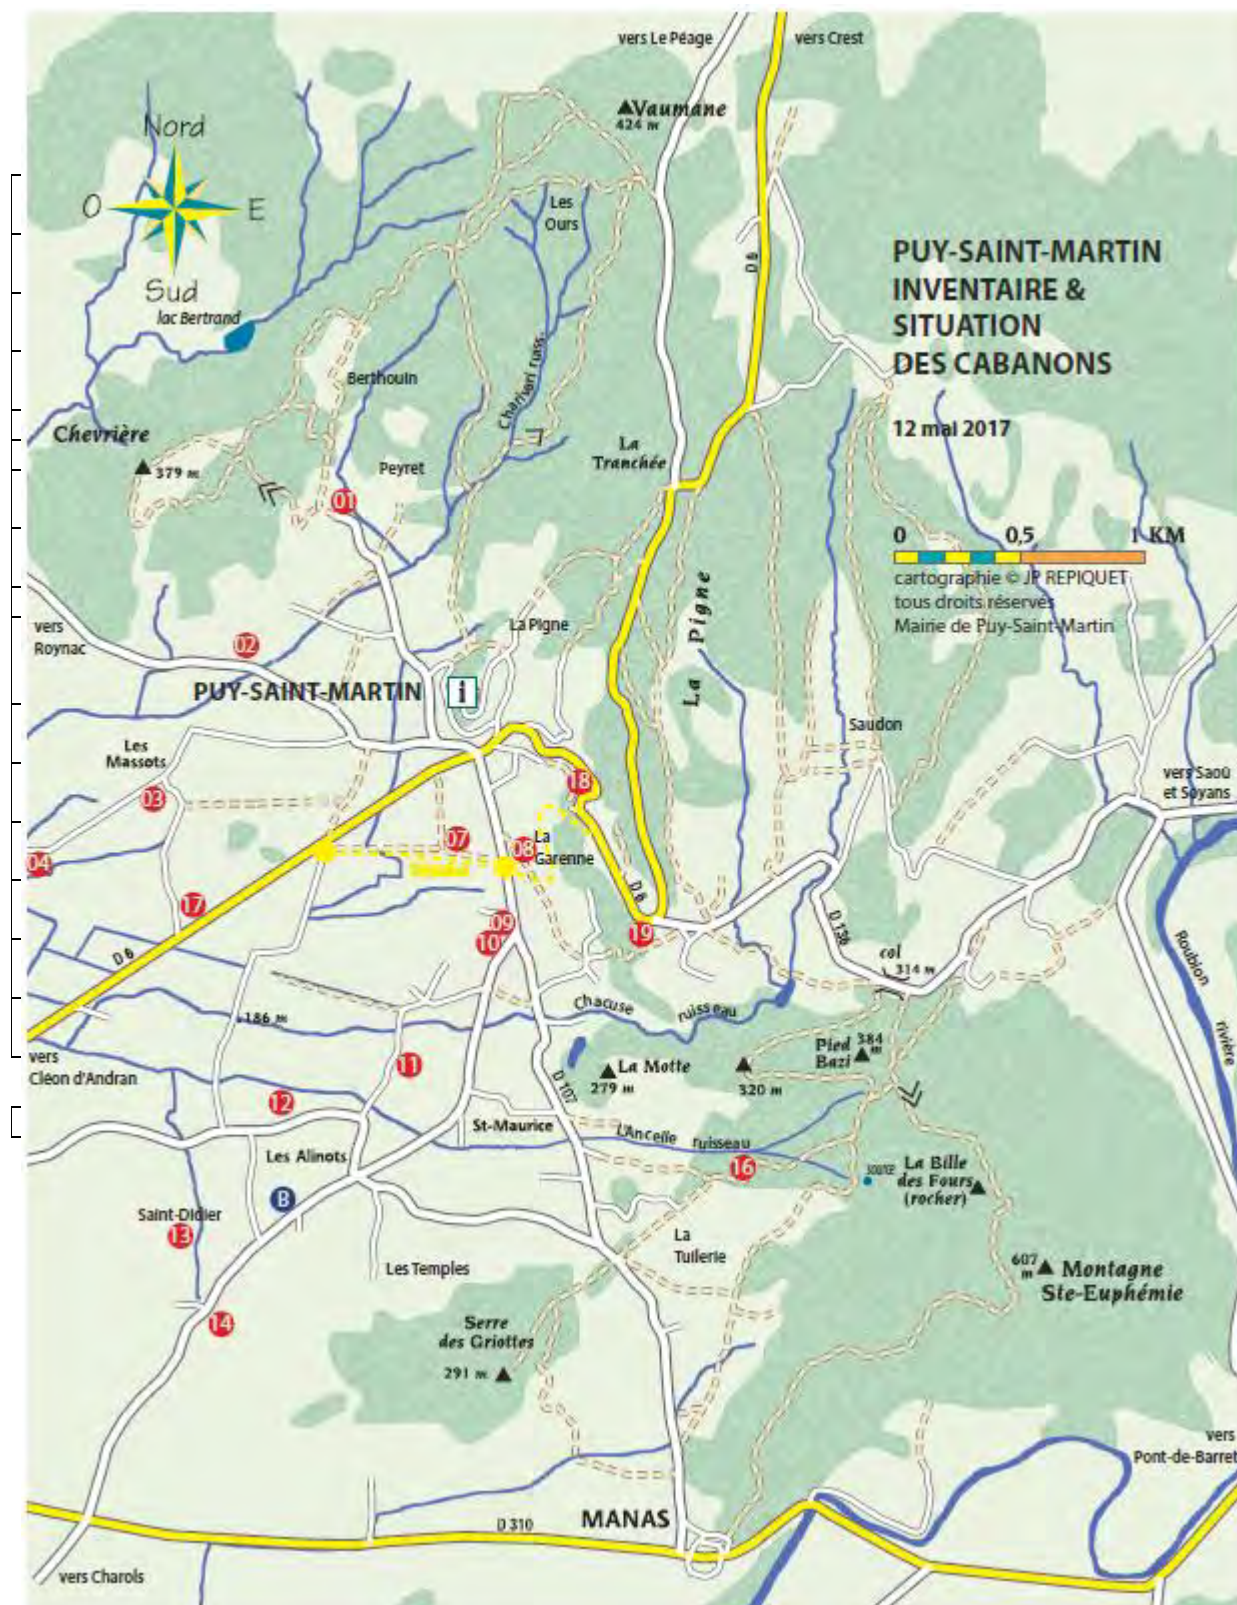 vers Le Péage
vers Crest
Vaumane
424 m
Nord
O
E
Sud
lac Bertrand
Les
Ours
D 6
PUY-SAINT-MARTIN
INVENTAIRE &
SITUATION
DES CABANONS
12 mai 2017
Berthouin
Charivari ruiss.
Chevrière
379 m
Peyret
La
Tranchée
01
0 0,5 1 KM
cartographie © JP REPIQUET
tous droits réservés
Mairie de Puy-Saint-Martin
La Pigne
La Pigne
vers
Roynac
02
PUY-SAINT-MARTIN
i
Saudon
Les
Massots
03
18
vers Saoû
et Soyans
04
07
08
La
Garenne
17
D 6
09
10
19
D 6
D 136
col
314 m
Roubion
rivière
186 m
Chacuse
ruisseau
vers
Cléon d'Andran
11
La Motte
279 m
320 m
Pied
Bazi
384
m
D 107
12
St-Maurice
L'Ancelle ruisseau
16
source
La Bille
des Fours
(rocher)
Les Alinots
B
Saint-Didier
13
La
Tuilerie
Les Temples
607
m
Montagne
Ste-Euphémie
14
Serre
des Griottes
291 m
vers
Pont-de-Barret
MANAS
D 310
vers Charols